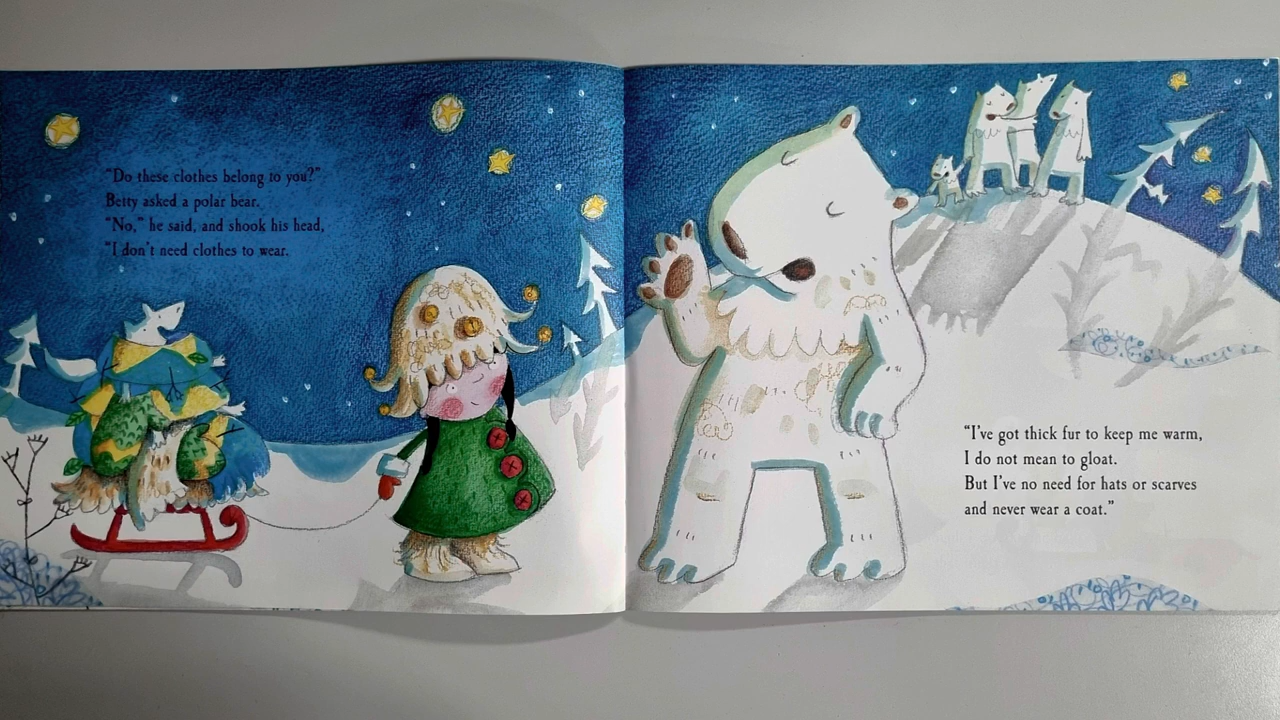 “Do these clothes belong to you?”
Betty asked a polar bear.
“No,” he said, and shook his head,
“I don’t need clothes to wear.
“I’ve got thick fur to keep me warm,
I do not mean to gloat.
But I’ve no need for hats or scarves
and never wear a coat.”